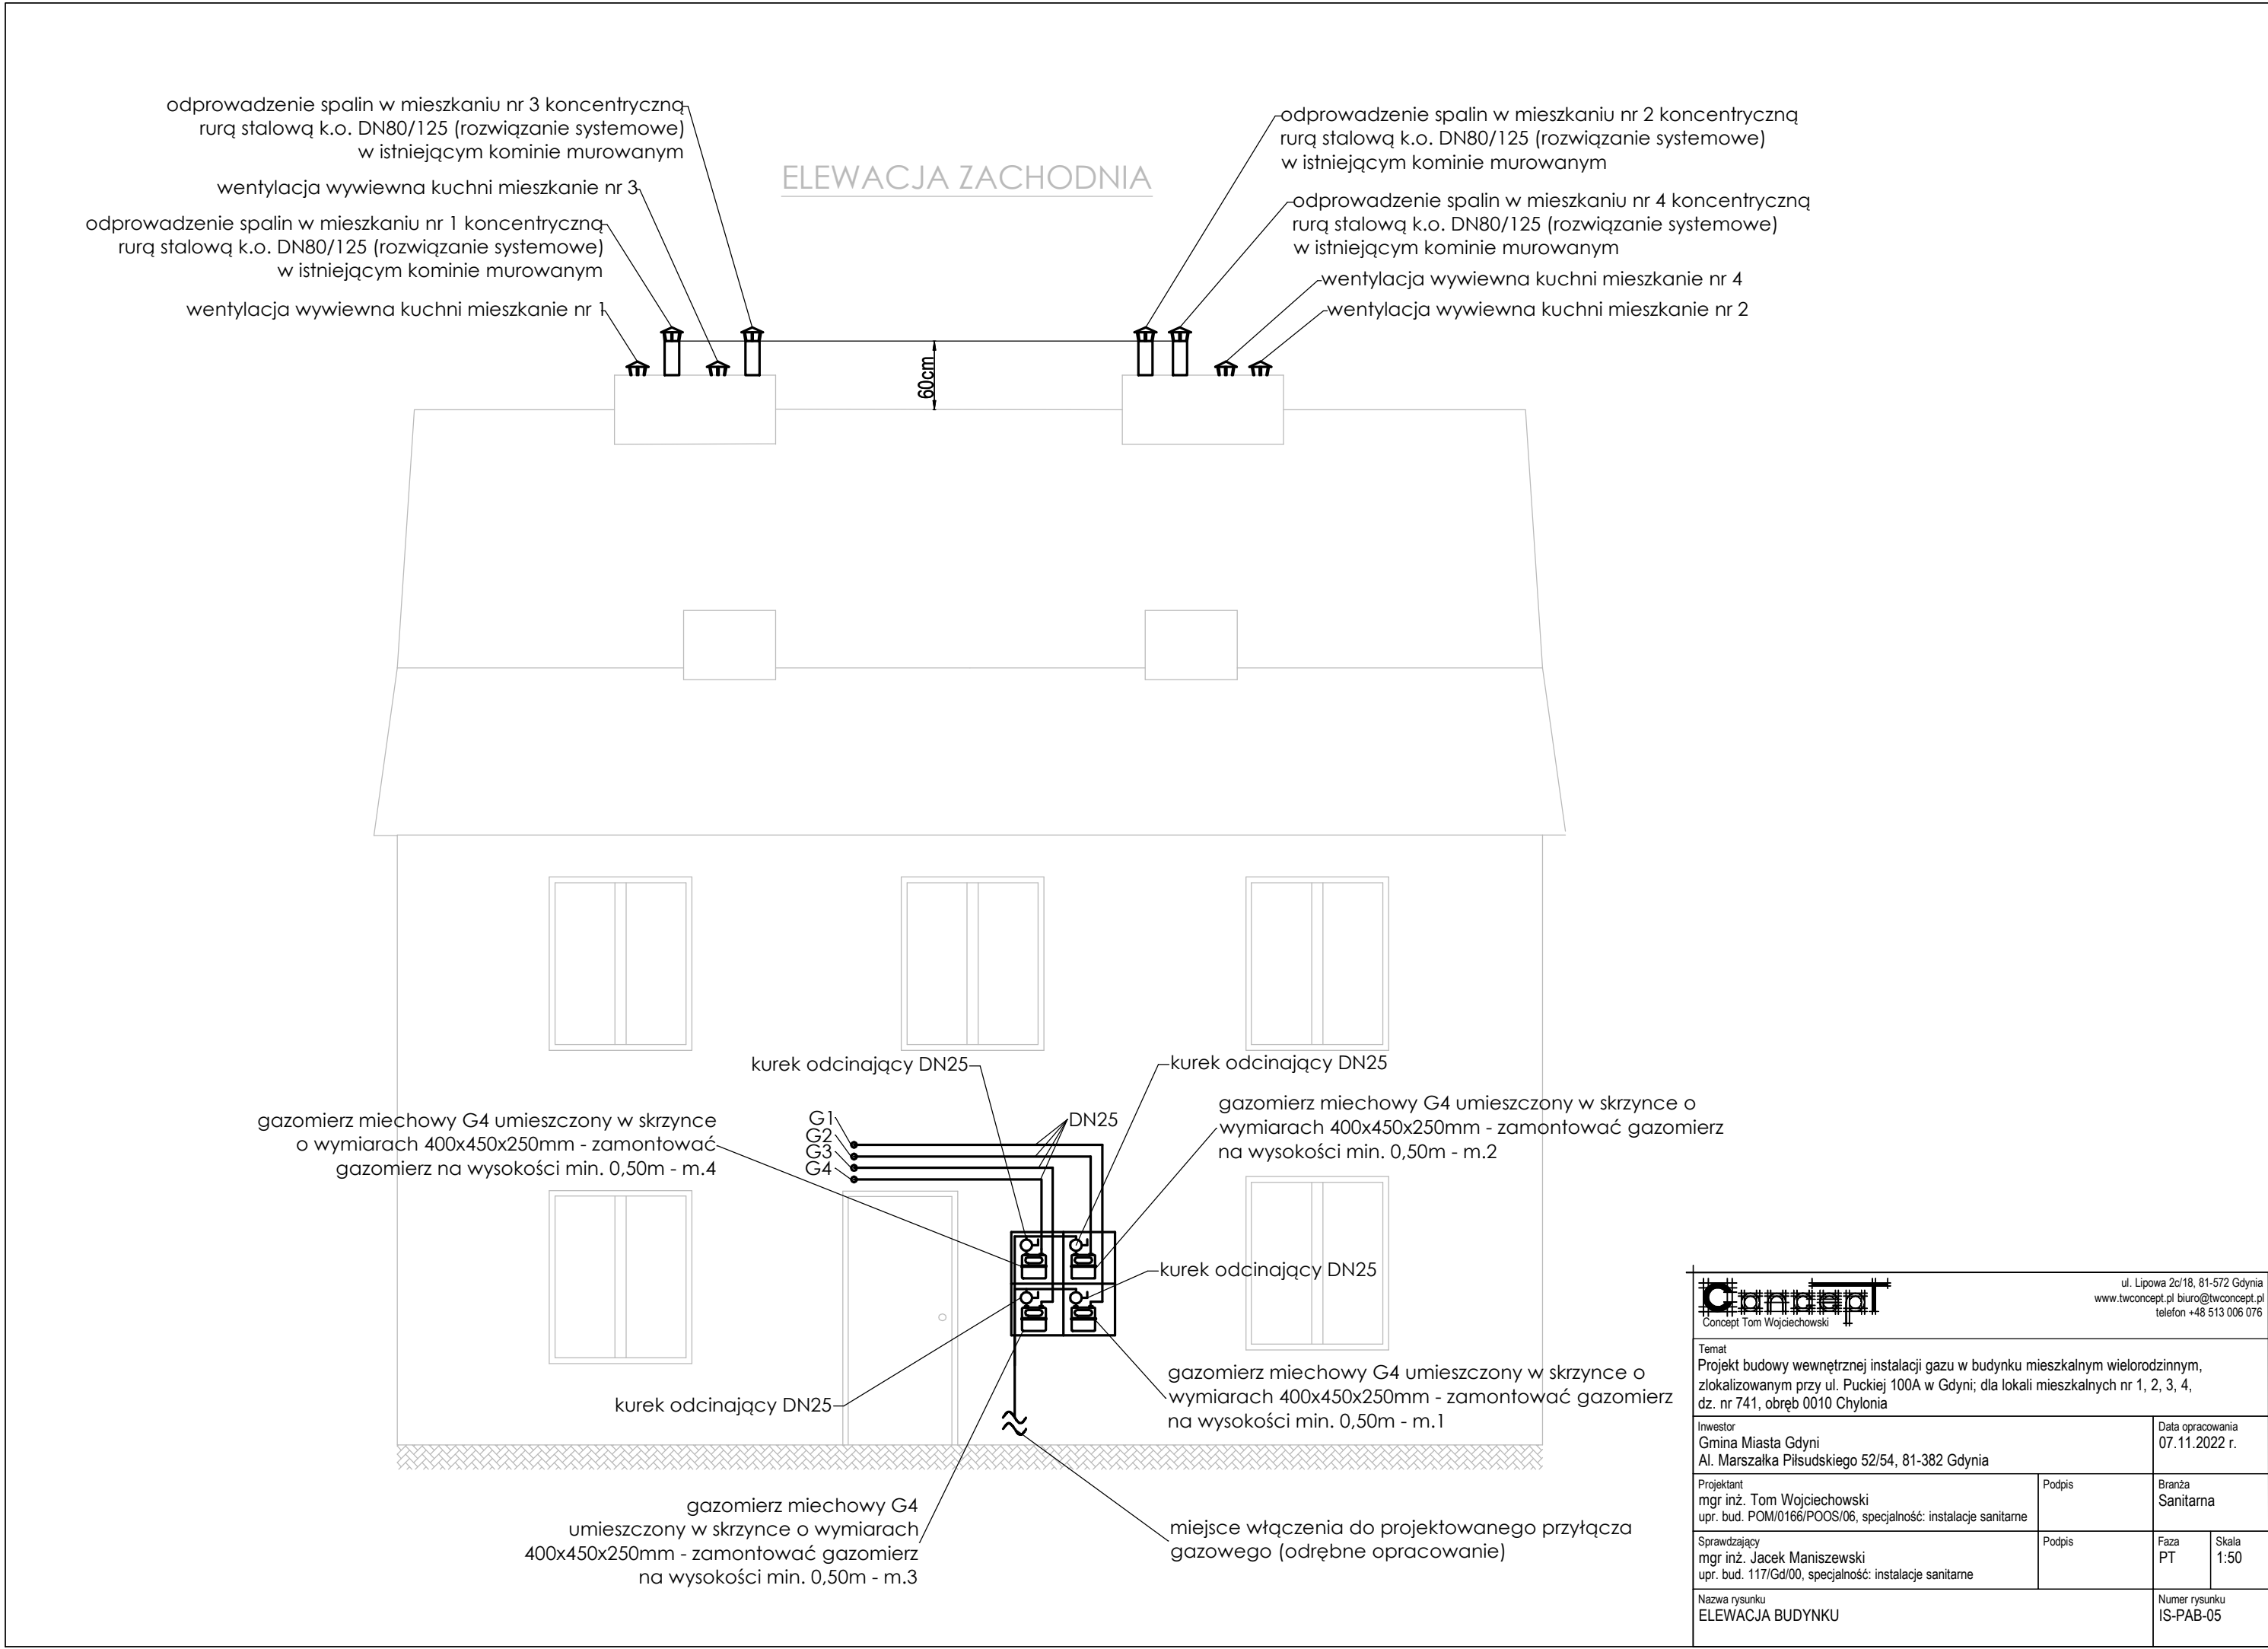 odprowadzenie spalin w mieszkaniu nr 3 koncentryczną
rurą stalową k.o. DN80/125 (rozwiązanie systemowe)
w istniejącym kominie murowanym
wentylacja wywiewna kuchni mieszkanie nr 3
odprowadzenie spalin w mieszkaniu nr 1 koncentryczną
rurą stalową k.o. DN80/125 (rozwiązanie systemowe)
w istniejącym kominie murowanym
wentylacja wywiewna kuchni mieszkanie nr 1
ELEWACJA ZACHODNIA
odprowadzenie spalin w mieszkaniu nr 2 koncentryczną
rurą stalową k.o. DN80/125 (rozwiązanie systemowe)
w istniejącym kominie murowanym
odprowadzenie spalin w mieszkaniu nr 4 koncentryczną
rurą stalową k.o. DN80/125 (rozwiązanie systemowe)
w istniejącym kominie murowanym
wentylacja wywiewna kuchni mieszkanie nr 4
wentylacja wywiewna kuchni mieszkanie nr 2
60cm
kurek odcinający DN25
kurek odcinający DN25
gazomierz miechowy G4 umieszczony w skrzynce
o wymiarach 400x450x250mm - zamontować
gazomierz na wysokości min. 0,50m - m.4
G1
G2
G3
G4
DN25
gazomierz miechowy G4 umieszczony w skrzynce o
wymiarach 400x450x250mm - zamontować gazomierz
na wysokości min. 0,50m - m.2
kurek odcinający DN25
kurek odcinający DN25
gazomierz miechowy G4 umieszczony w skrzynce o
wymiarach 400x450x250mm - zamontować gazomierz
na wysokości min. 0,50m - m.1
gazomierz miechowy G4
umieszczony w skrzynce o wymiarach
400x450x250mm - zamontować gazomierz
na wysokości min. 0,50m - m.3
miejsce włączenia do projektowanego przyłącza
gazowego (odrębne opracowanie)
Concept
Concept Tom Wojciechowski
ul. Lipowa 2c/18, 81-572 Gdynia
www.twconcept.pl biuro@twconcept.pl
telefon +48 513 006 076
Temat
Projekt budowy wewnętrznej instalacji gazu w budynku mieszkalnym wielorodzinnym,
zlokalizowanym przy ul. Puckiej 100A w Gdyni; dla lokali mieszkalnych nr 1, 2, 3, 4,
dz. nr 741, obręb 0010 Chylonia
Inwestor
Gmina Miasta Gdyni
Al. Marszałka Piłsudskiego 52/54, 81-382 Gdynia
Data opracowania
07.11.2022 r.
Projektant
mgr inż. Tom Wojciechowski
upr. bud. POM/0166/POOS/06, specjalność: instalacje sanitarne
Podpis
Branża
Sanitarna
Sprawdzający
mgr inż. Jacek Maniszewski
upr. bud. 117/Gd/00, specjalność: instalacje sanitarne
Podpis
Faza
PT
Skala
1:50
Nazwa rysunku
ELEWACJA BUDYNKU
Numer rysunku
IS-PAB-05